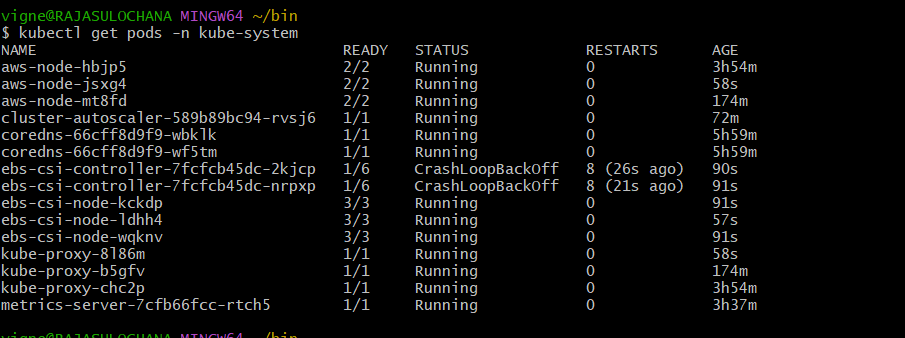 vigne@RAJASULOCHANA MINGW64 ~/bin
$ kubectl get pods -n kube-system
NAME READY STATUS RESTARTS AGE
aws-node-hbjp5 2/2 Running 0 3h54m
aws-node-jsxg4 2/2 Running 0 58s
aws-node-mt8fd 2/2 Running 0 174m
cluster-autoscaler-589b89bc94-rvsj6 1/1 Running 0 72m
coredns-66cff8d9f9-wbklk 1/1 Running 0 5h59m
coredns-66cff8d9f9-wf5tm 1/1 Running 0 5h59m
ebs-csi-controller-7fcfcb45dc-2kjcp 1/6 CrashLoopBackOff 8 (26s ago) 90s
ebs-csi-controller-7fcfcb45dc-nrpxp 1/6 CrashLoopBackOff 8 (21s ago) 91s
ebs-csi-node-kckdp 3/3 Running 0 91s
ebs-csi-node-ldhh4 3/3 Running 0 57s
ebs-csi-node-wqknv 3/3 Running 0 91s
kube-proxy-8l86m 1/1 Running 0 58s
kube-proxy-b5gfv 1/1 Running 0 174m
kube-proxy-chc2p 1/1 Running 0 3h54m
metrics-server-7cfb66fcc-rtch5 1/1 Running 0 3h37m
vigne@RAJASULOCHANA MINGW64 ~/bin